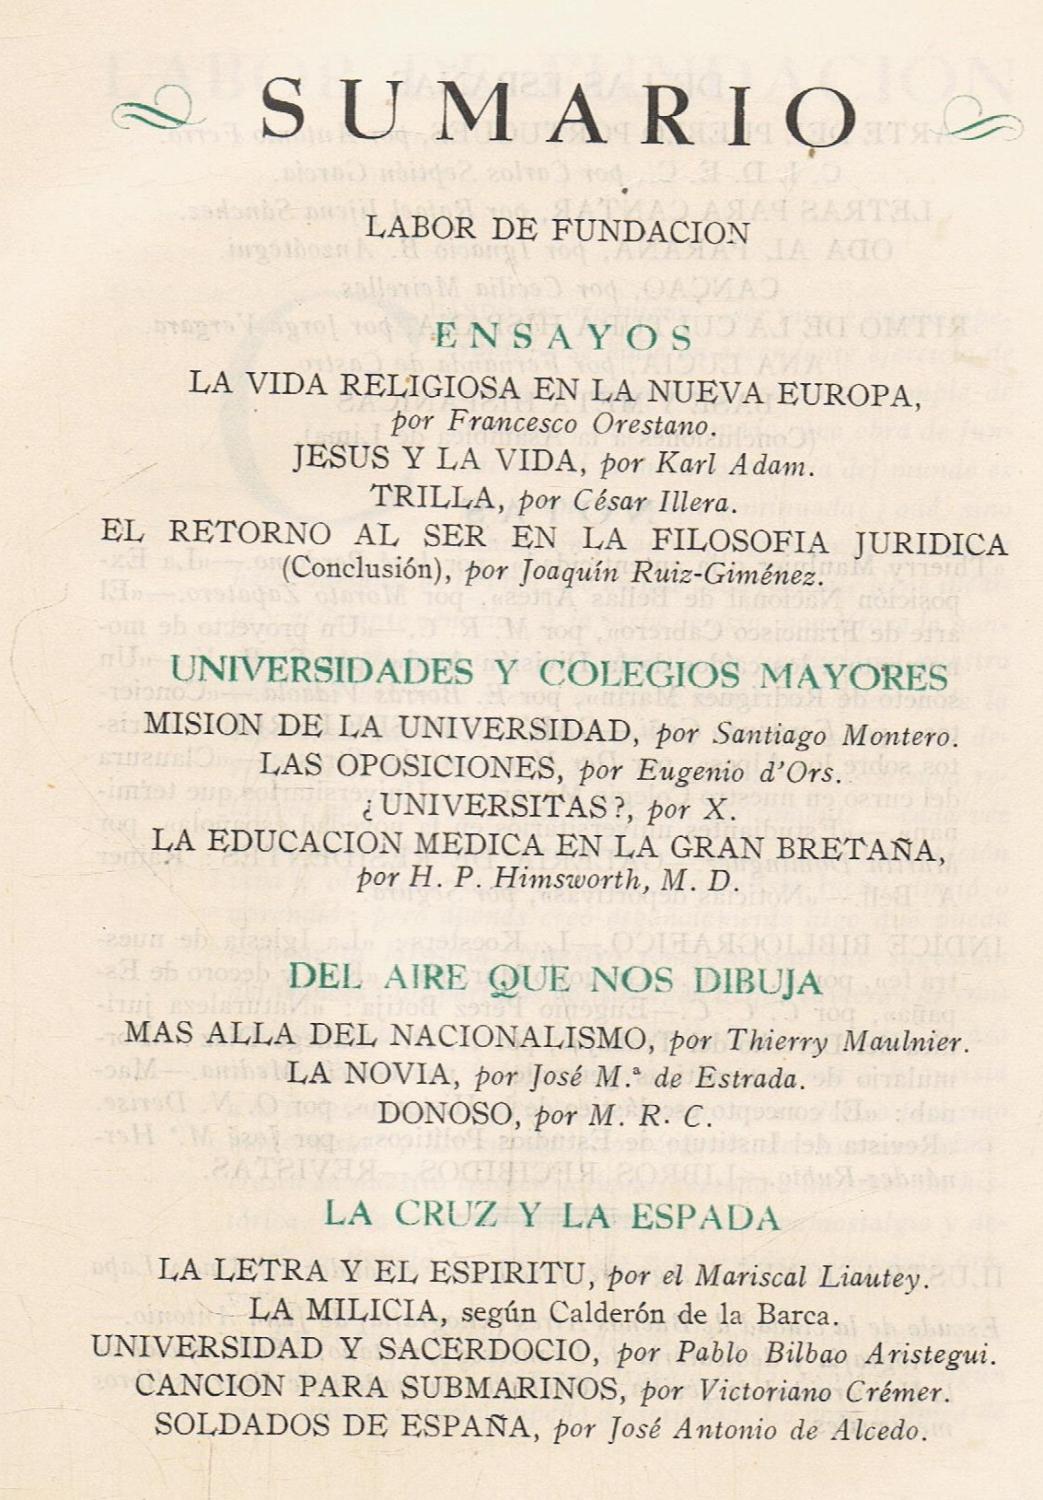 SUMARIO
LABOR DE FUNDACION
ENSAYOS
LA VIDA RELIGIOSA EN LA NUEVA EUROPA,
por Francesco Orestano.
JESUS Y LA VIDA, por Karl Adam.
TRILLA, por César Illera.
EL RETORNO AL SER EN LA FILOSOFIA JURIDICA
(Conclusión), por Joaquín Ruiz-Giménez.
UNIVERSIDADES Y COLEGIOS MAYORES
MISION DE LA UNIVERSIDAD, por Santiago Montero.
LAS OPOSICIONES, por Eugenio d'Ors.
¿UNIVERSITAS?, por X.
LA EDUCACION MEDICA EN LA GRAN BRETAÑA,
por H. P. Himsworth, M. D.
DEL AIRE QUE NOS DIBUJA
MAS ALLA DEL NACIONALISMO, por Thierry Maulnier.
LA NOVIA, por José M.ª de Estrada.
DONOSO, por M. R. C.
LA CRUZ Y LA ESPADA
LA LETRA Y EL ESPIRITU, por el Mariscal Liautey.
LA MILICIA, según Calderón de la Barca.
UNIVERSIDAD Y SACERDOCIO, por Pablo Bilbao Aristegui.
CANCION PARA SUBMARINOS, por Victoriano Crémer.
SOLDADOS DE ESPAÑA, por José Antonio de Alcedo.